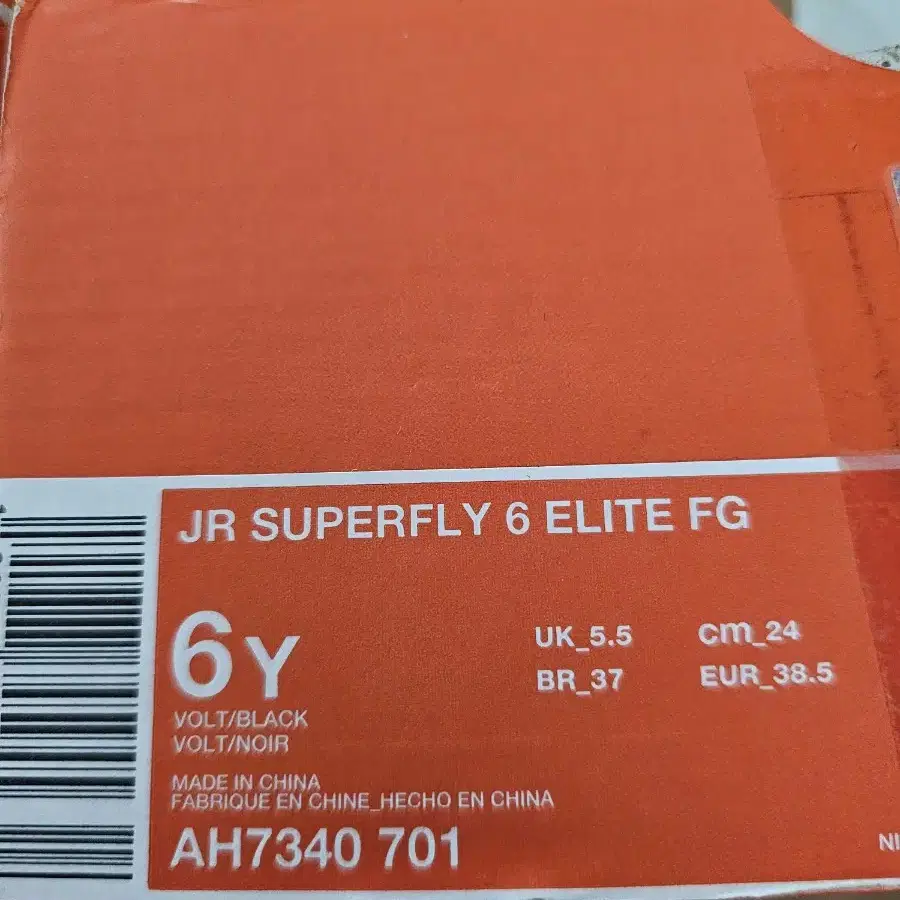 JR SUPERFLY 6 ELITE FG
6Y
UK_5.5 cm_24
BR_37 EUR_38.5
VOLT/BLACK
VOLT/NOIR
MADE IN CHINA
FABRIQUE EN CHINE_HECHO EN CHINA
AH7340 701